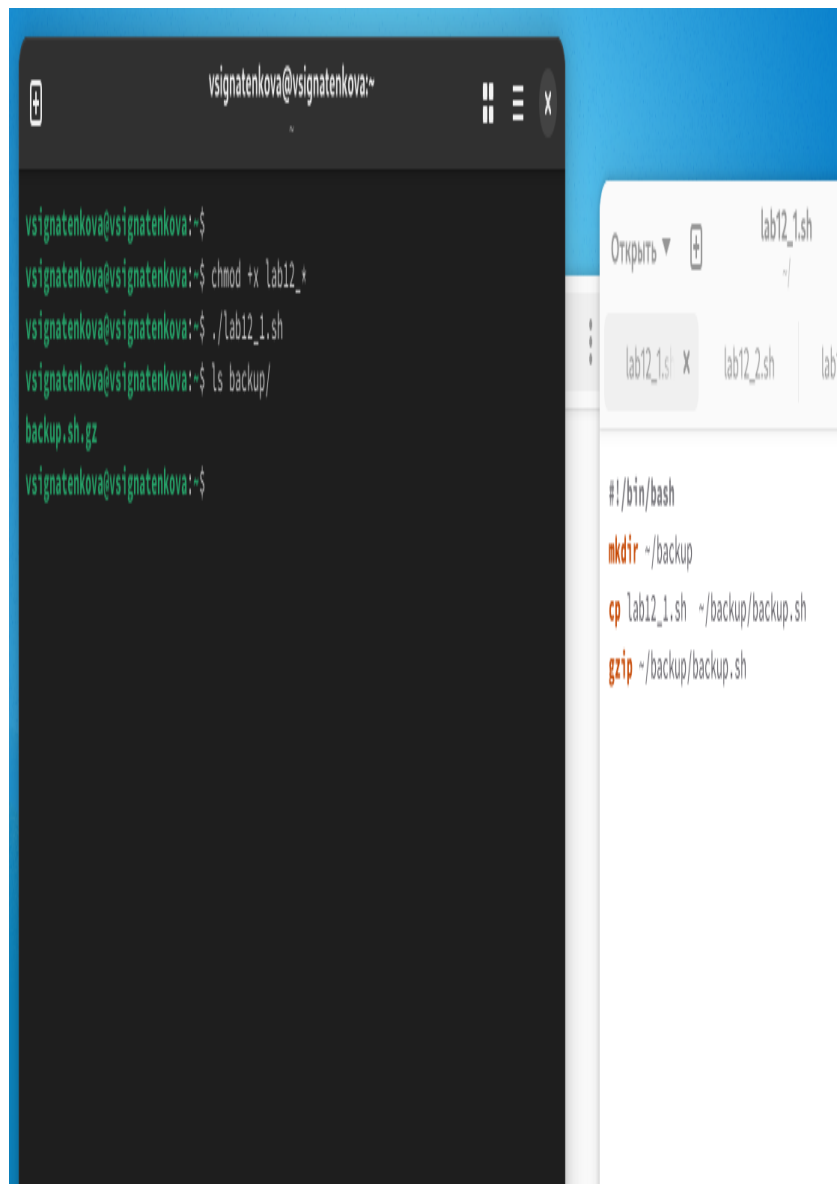 vsignatenkova@vsignatenkova:~
~
vsignatenkova@vsignatenkova:~$
vsignatenkova@vsignatenkova:~$ chmod +x lab12_*
vsignatenkova@vsignatenkova:~$ ./lab12_1.sh
vsignatenkova@vsignatenkova:~$ ls backup/
backup.sh.gz
vsignatenkova@vsignatenkova:~$
Открыть
lab12_1.sh
~/
lab12_1.s
lab12_2.sh
lab
#!/bin/bash
mkdir ~/backup
cp lab12_1.sh  ~/backup/backup.sh
gzip ~/backup/backup.sh